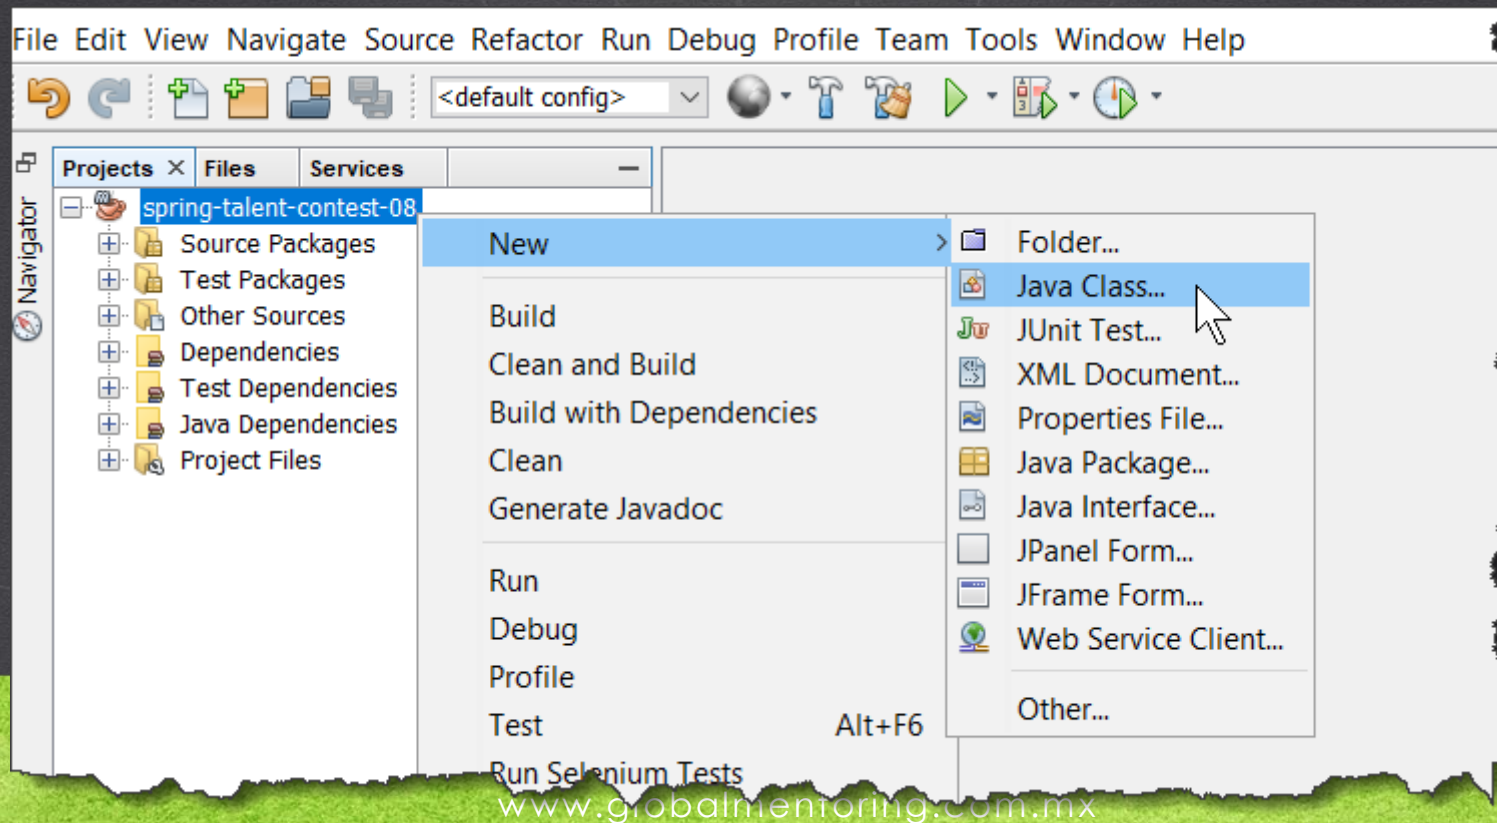 File Edit View Navigate Source Refactor Run Debug Profile Team Tools Window Help
<default config>
Projects Files Services
Navigator
spring-talent-contest-08
Source Packages
Test Packages
Other Sources
Dependencies
Test Dependencies
Java Dependencies
Project Files
New
Build
Clean and Build
Build with Dependencies
Clean
Generate Javadoc
Run
Debug
Profile
Test Alt+F6
Run Selenium Tests
Folder...
Java Class...
JUnit Test...
XML Document...
Properties File...
Java Package...
Java Interface...
JPanel Form...
JFrame Form...
Web Service Client...
Other...
www.globalmentoring.com.mx